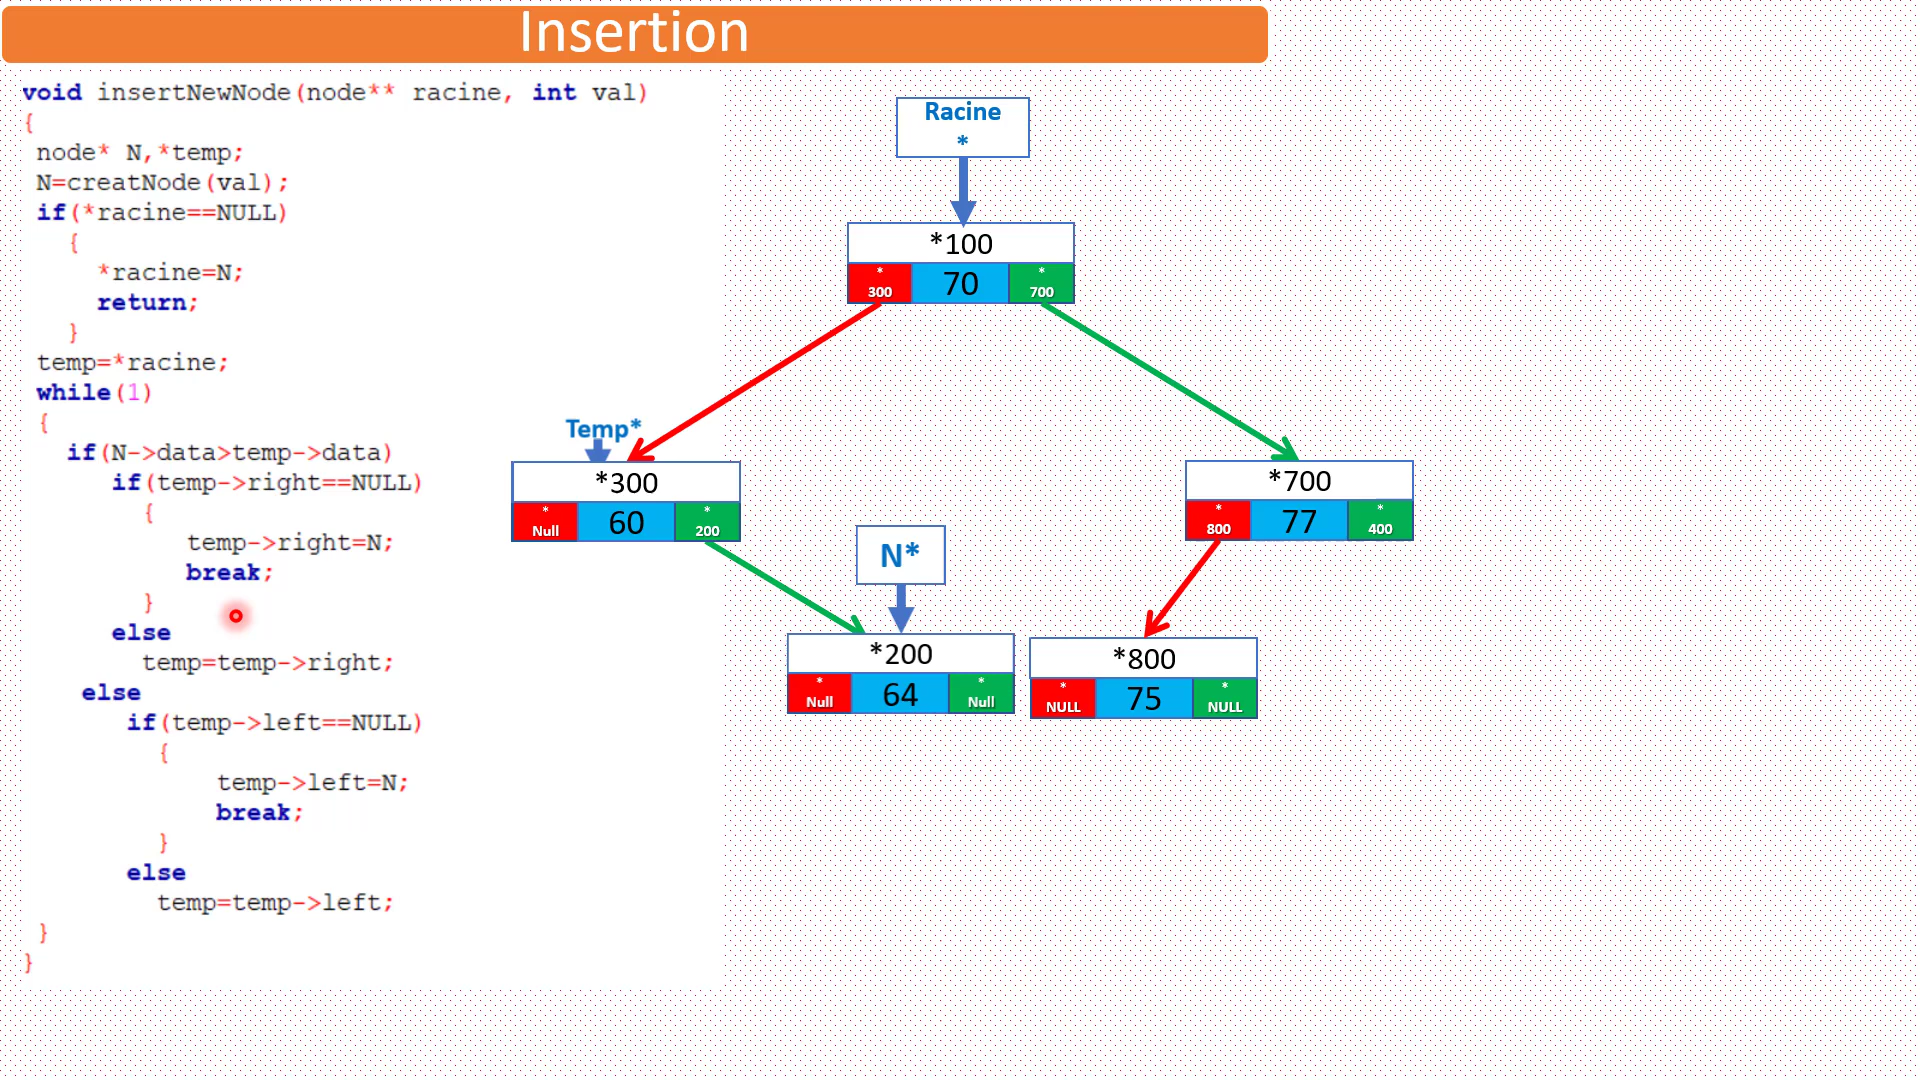 Insertion
void insertNewNode(node** racine, int val)
{
node* N,*temp;
N=creatNode(val);
if(*racine==NULL)
{
*racine=N;
return;
}
temp=*racine;
while(1)
{
if(N->data>temp->data)
if(temp->right==NULL)
{
temp->right=N;
break;
}
else
temp=temp->right;
else
if(temp->left==NULL)
{
temp->left=N;
break;
}
else
temp=temp->left;
}
}
Racine
*
*100
* *
300 70 700
Temp*
*300
* *
Null 60 200
*700
* *
800 77 400
N*
*200
* *
Null 64 Null
*800
* *
NULL 75 NULL